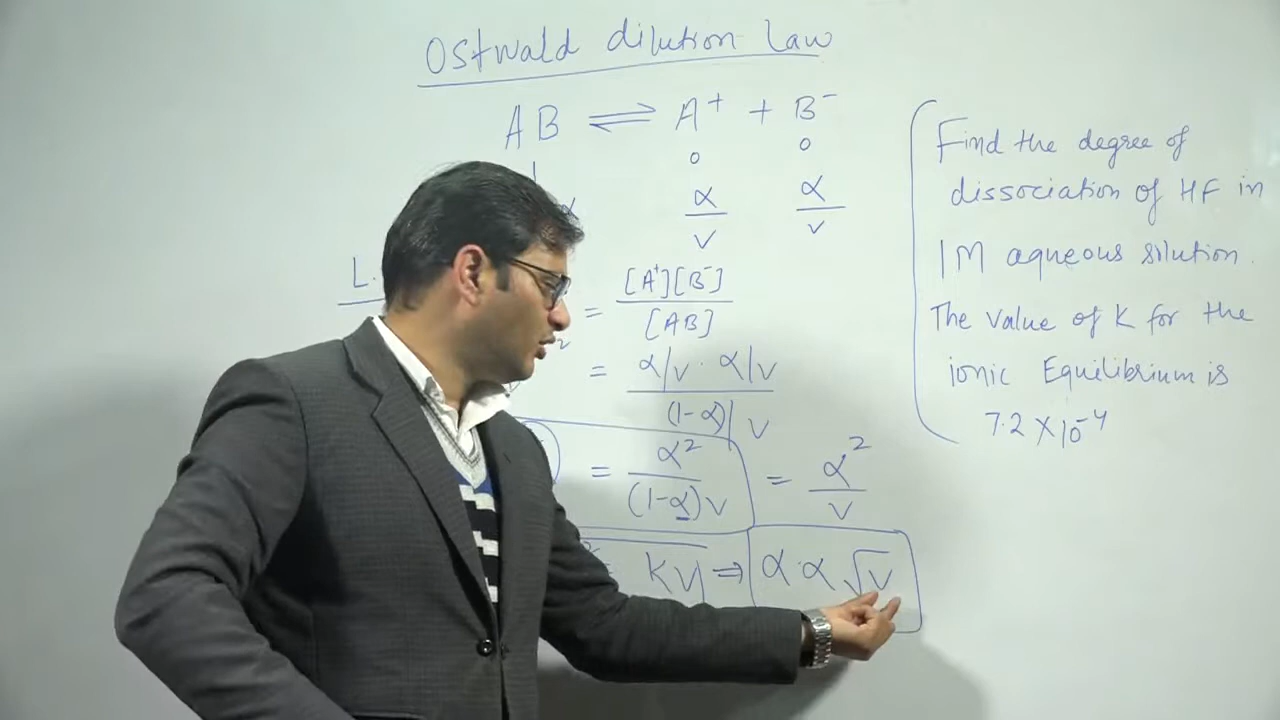 Ostwald dilution Law
AB ⇌ A⁺ + B⁻
0 0
α/v α/v
L.
= [A⁺][B⁻]/[AB]
= α/v · α/v / (1-α)/v
= α²/(1-α)v = α²/v
= Kv ⇒ α α √v
Find the degree of
dissociation of HF in
1M aqueous solution.
The value of K for the
ionic Equilibrium is
7.2 X 10⁻⁴